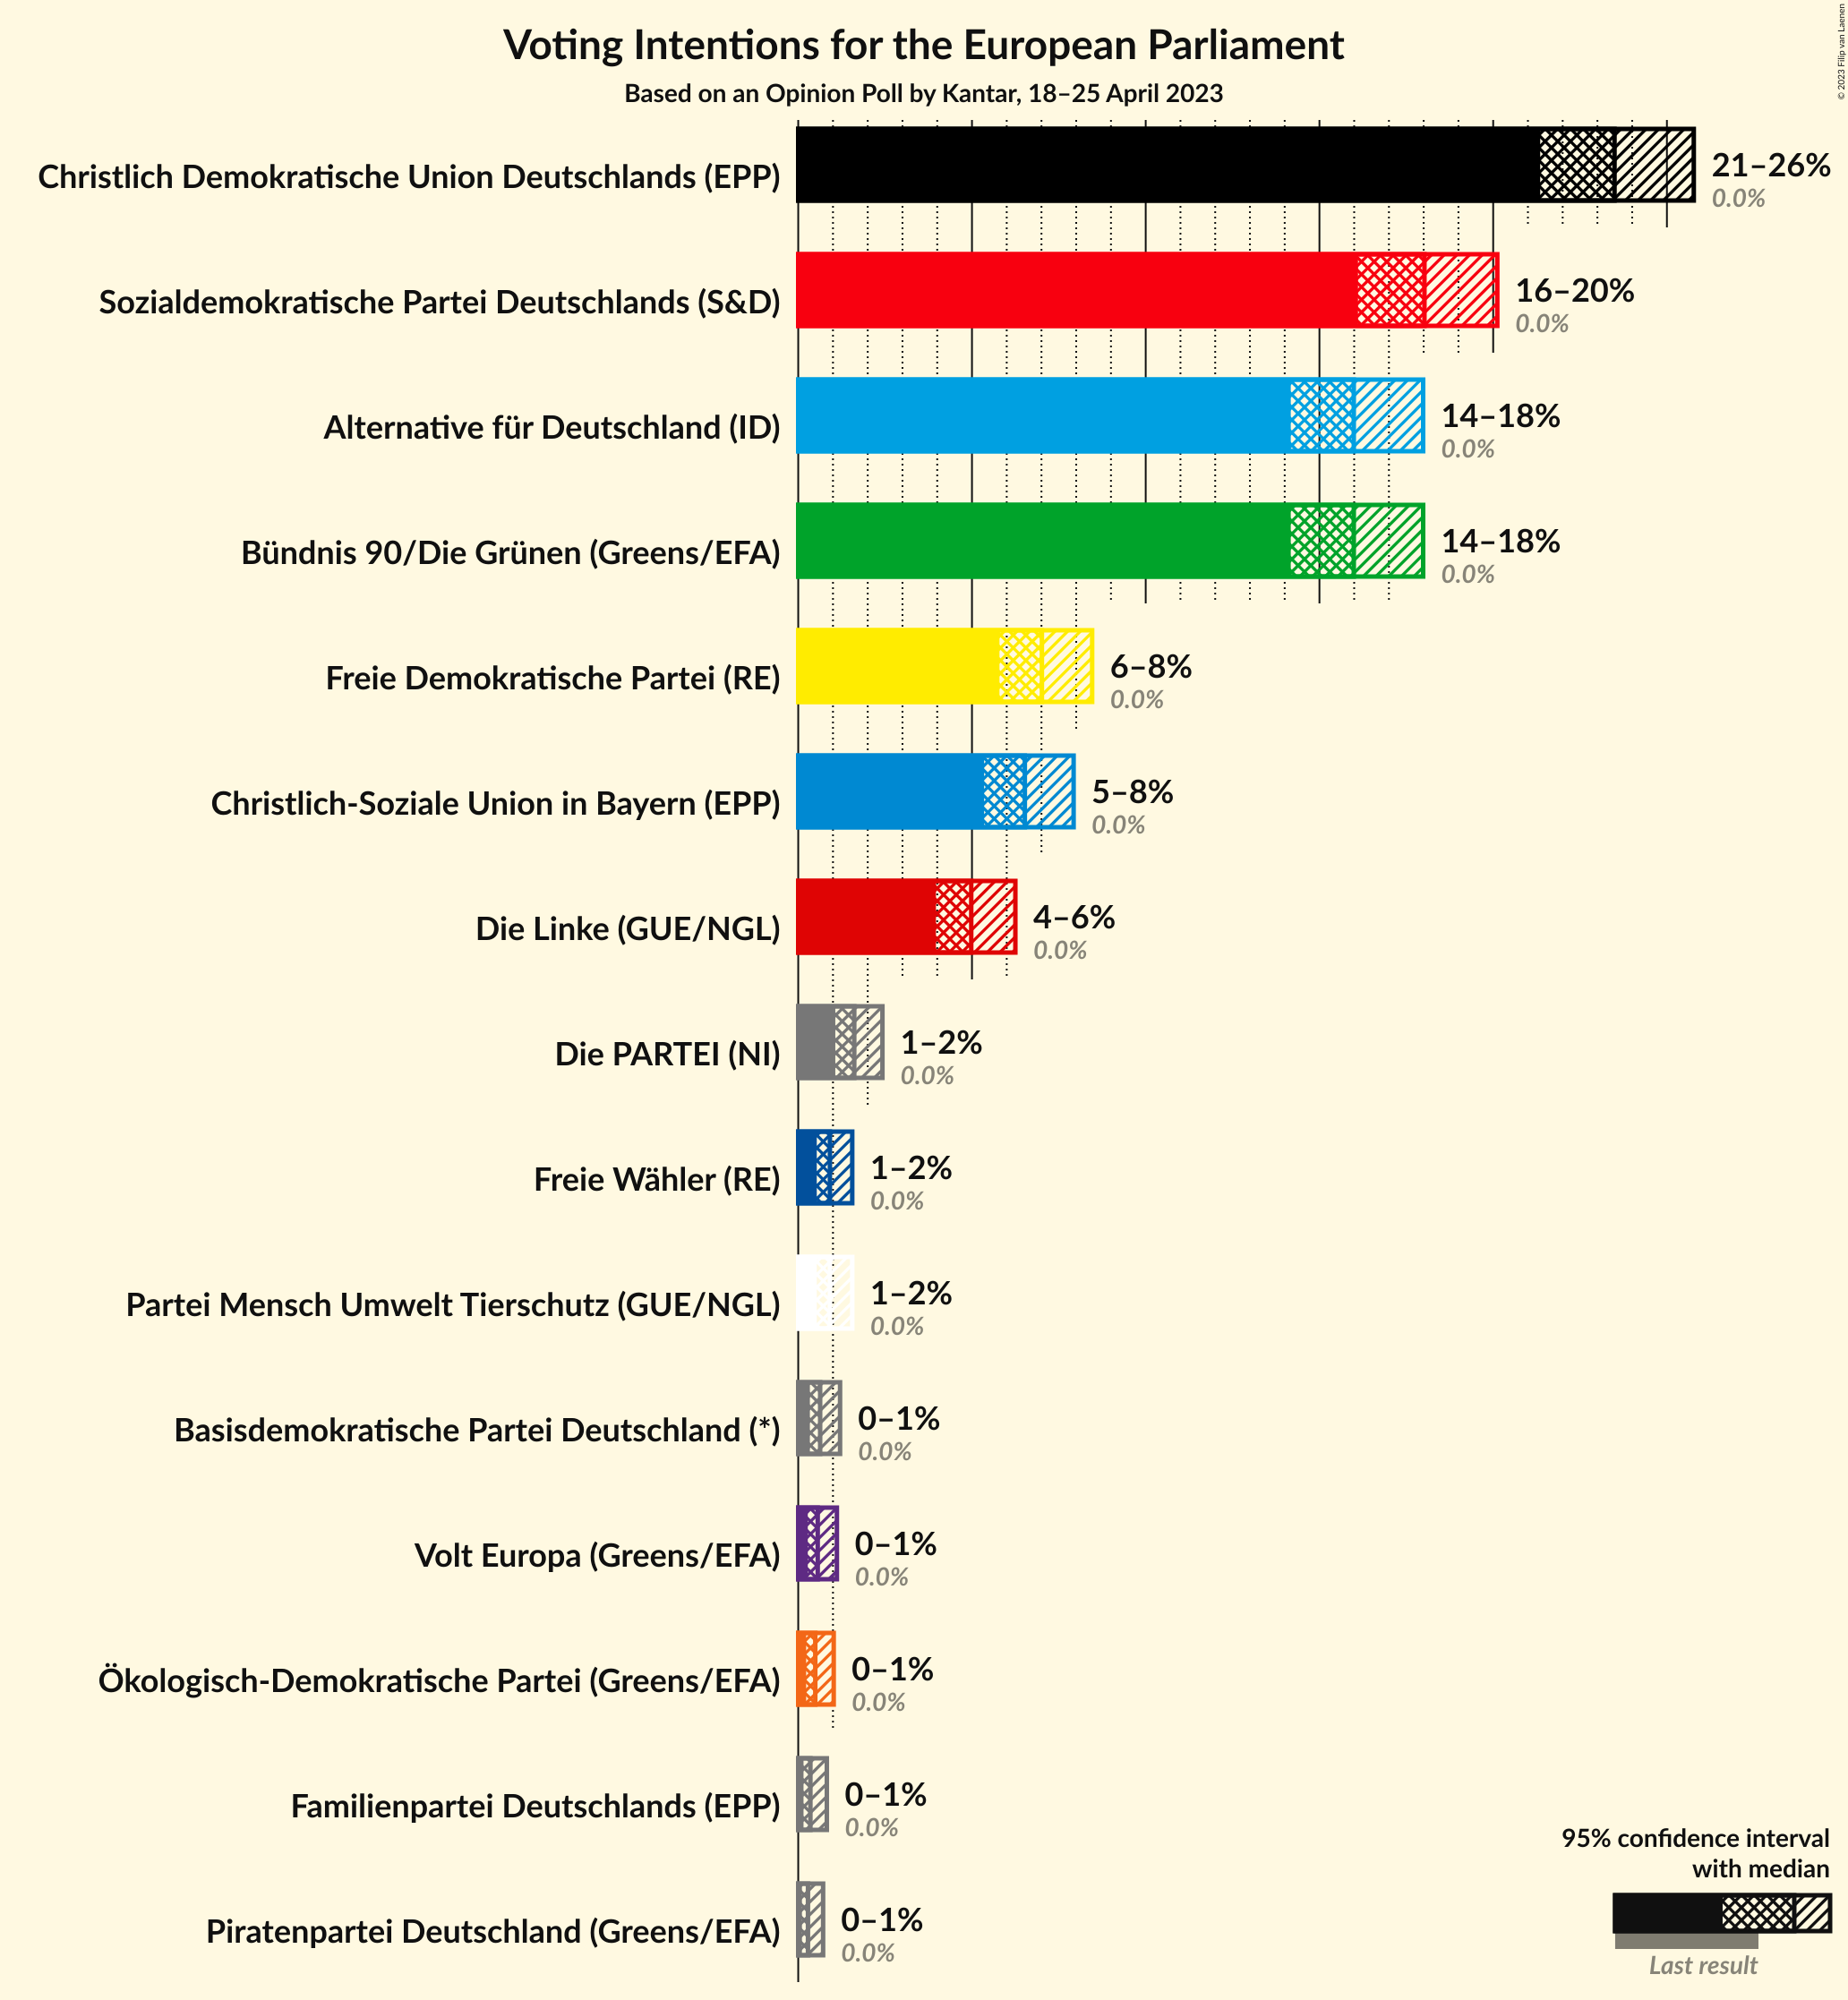 Voting Intentions for the European Parliament
Based on an Opinion Poll by Kantar, 18–25 April 2023
© 2023 Filip van Laenen
Christlich Demokratische Union Deutschlands (EPP)
21–26%
0.0%
Sozialdemokratische Partei Deutschlands (S&D)
16–20%
0.0%
Alternative für Deutschland (ID)
14–18%
0.0%
Bündnis 90/Die Grünen (Greens/EFA)
14–18%
0.0%
Freie Demokratische Partei (RE)
6–8%
0.0%
Christlich-Soziale Union in Bayern (EPP)
5–8%
0.0%
Die Linke (GUE/NGL)
4–6%
0.0%
Die PARTEI (NI)
1–2%
0.0%
Freie Wähler (RE)
1–2%
0.0%
Partei Mensch Umwelt Tierschutz (GUE/NGL)
1–2%
0.0%
Basisdemokratische Partei Deutschland (*)
0–1%
0.0%
Volt Europa (Greens/EFA)
0–1%
0.0%
Ökologisch-Demokratische Partei (Greens/EFA)
0–1%
0.0%
Familienpartei Deutschlands (EPP)
0–1%
0.0%
Piratenpartei Deutschland (Greens/EFA)
0–1%
0.0%
95% confidence interval
with median
Last result